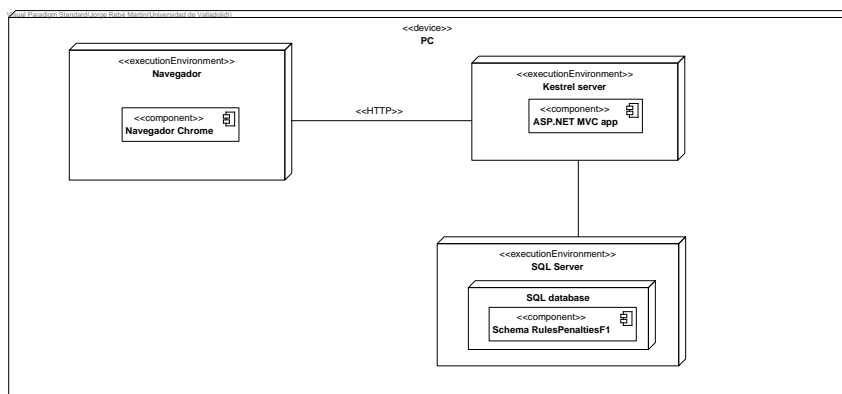 Visual Paradigm Standard(Jorge Rebé Martín(Universidad de Valladolid))
<<device>>
PC
<<executionEnvironment>>
Navegador
<<component>>
Navegador Chrome
<<HTTP>>
<<executionEnvironment>>
Kestrel server
<<component>>
ASP.NET MVC app
<<executionEnvironment>>
SQL Server
SQL database
<<component>>
Schema RulesPenaltiesF1